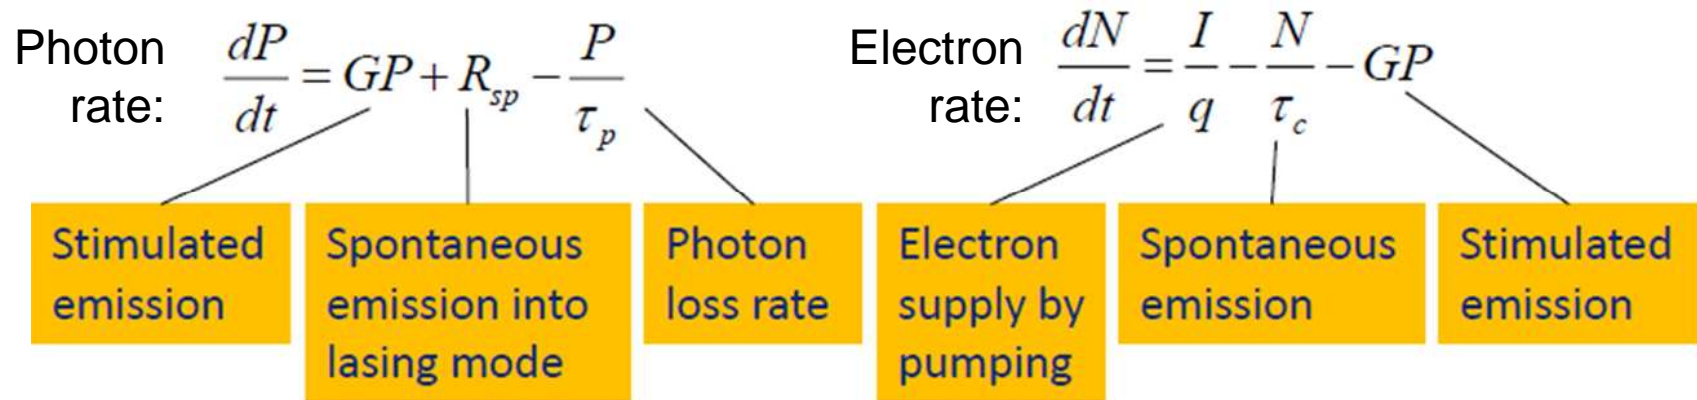 Photon rate:
dP/dt = GP + R_sp − P/τ_p
Stimulated
emission
Spontaneous
emission into
lasing mode
Photon
loss rate
Electron rate:
dN/dt = I/q − N/τ_c − GP
Electron
supply by
pumping
Spontaneous
emission
Stimulated
emission